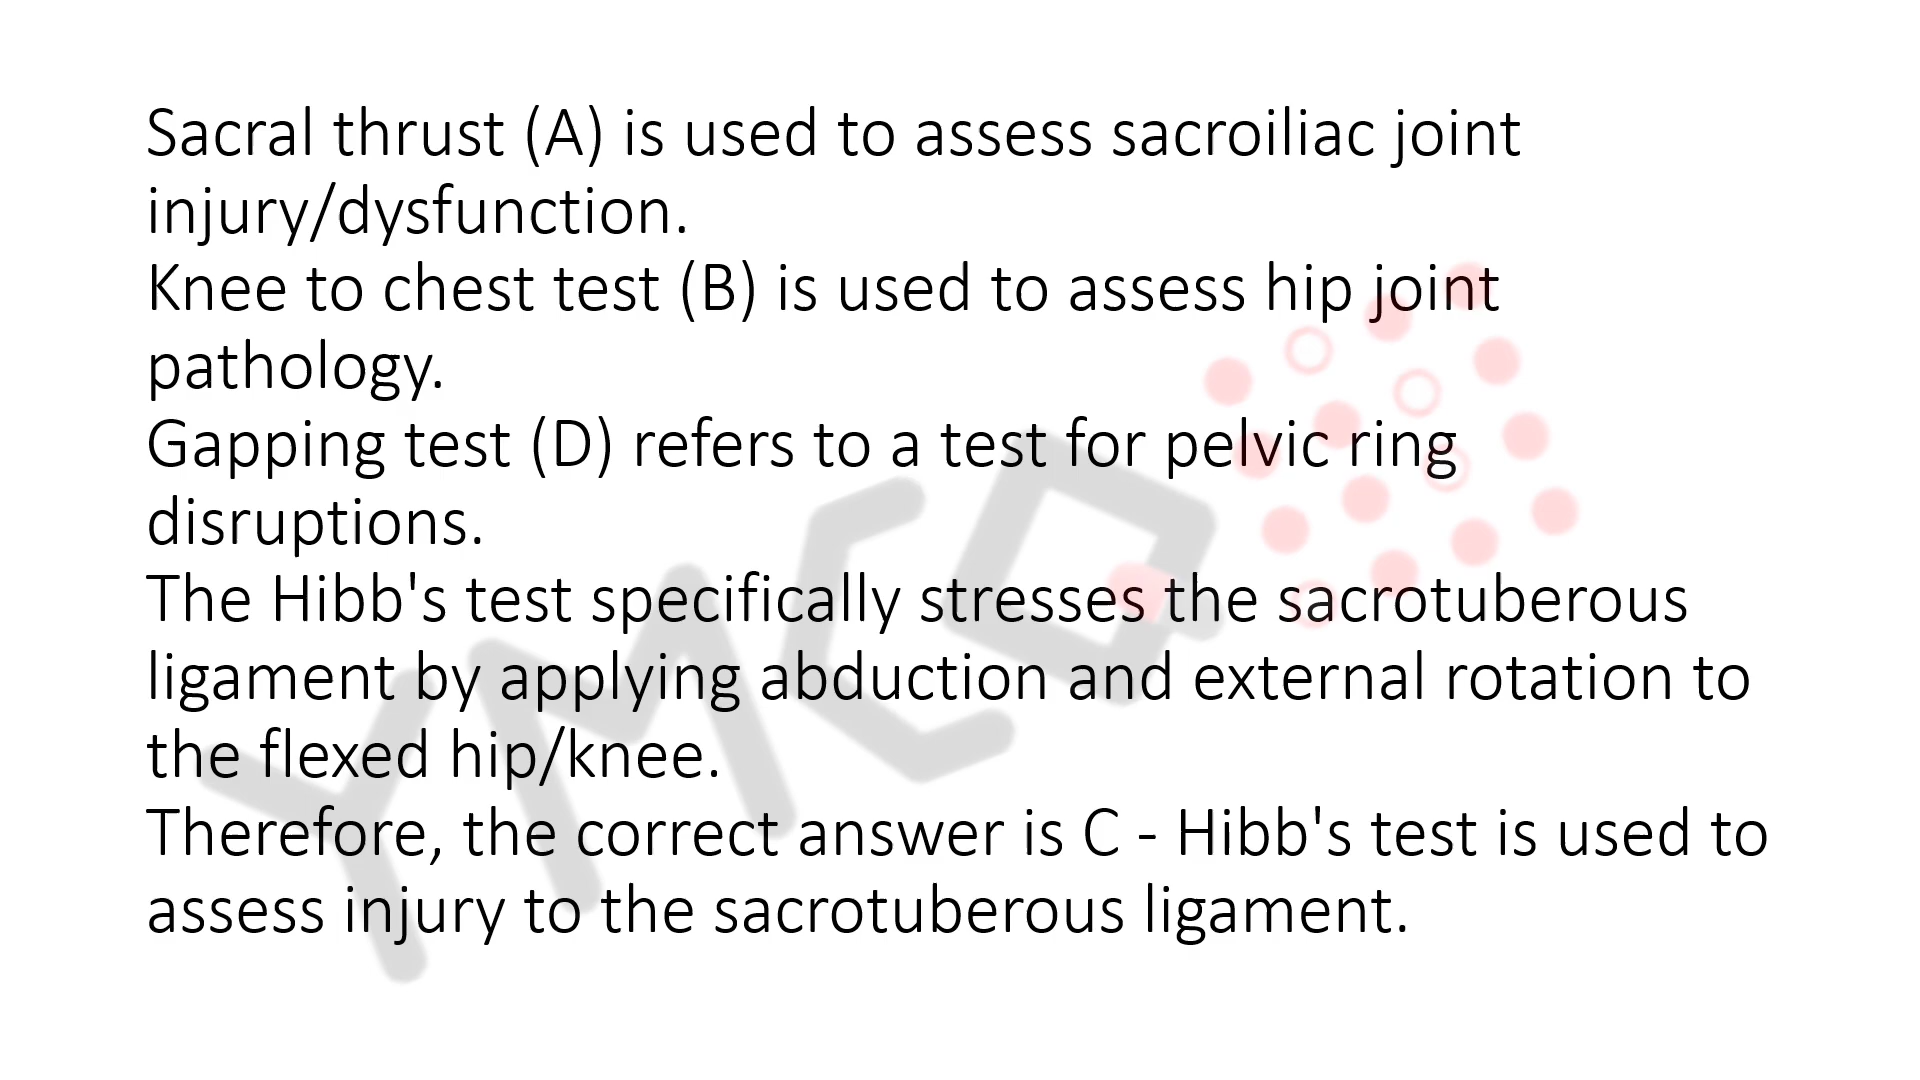 Sacral thrust (A) is used to assess sacroiliac joint
injury/dysfunction.
Knee to chest test (B) is used to assess hip joint
pathology.
Gapping test (D) refers to a test for pelvic ring
disruptions.
The Hibb's test specifically stresses the sacrotuberous
ligament by applying abduction and external rotation to
the flexed hip/knee.
Therefore, the correct answer is C - Hibb's test is used to
assess injury to the sacrotuberous ligament.
YMCQ